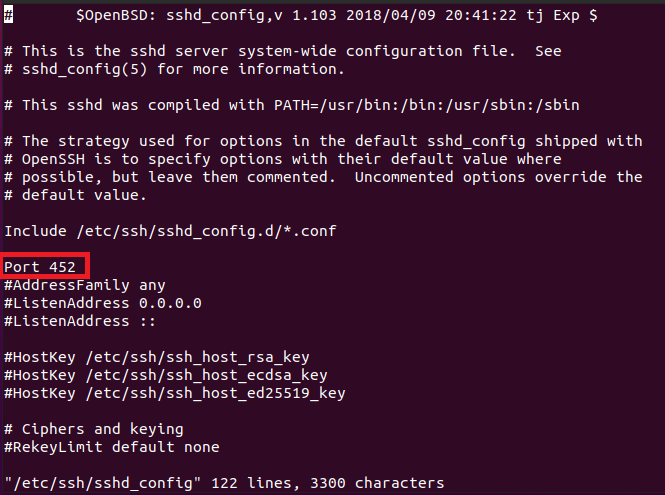 #       $OpenBSD: sshd_config,v 1.103 2018/04/09 20:41:22 tj Exp $
# This is the sshd server system-wide configuration file.  See
# sshd_config(5) for more information.
# This sshd was compiled with PATH=/usr/bin:/bin:/usr/sbin:/sbin
# The strategy used for options in the default sshd_config shipped with
# OpenSSH is to specify options with their default value where
# possible, but leave them commented.  Uncommented options override the
# default value.
Include /etc/ssh/sshd_config.d/*.conf
Port 452
#AddressFamily any
#ListenAddress 0.0.0.0
#ListenAddress ::
#HostKey /etc/ssh/ssh_host_rsa_key
#HostKey /etc/ssh/ssh_host_ecdsa_key
#HostKey /etc/ssh/ssh_host_ed25519_key
# Ciphers and keying
#RekeyLimit default none
"/etc/ssh/sshd_config" 122 lines, 3300 characters